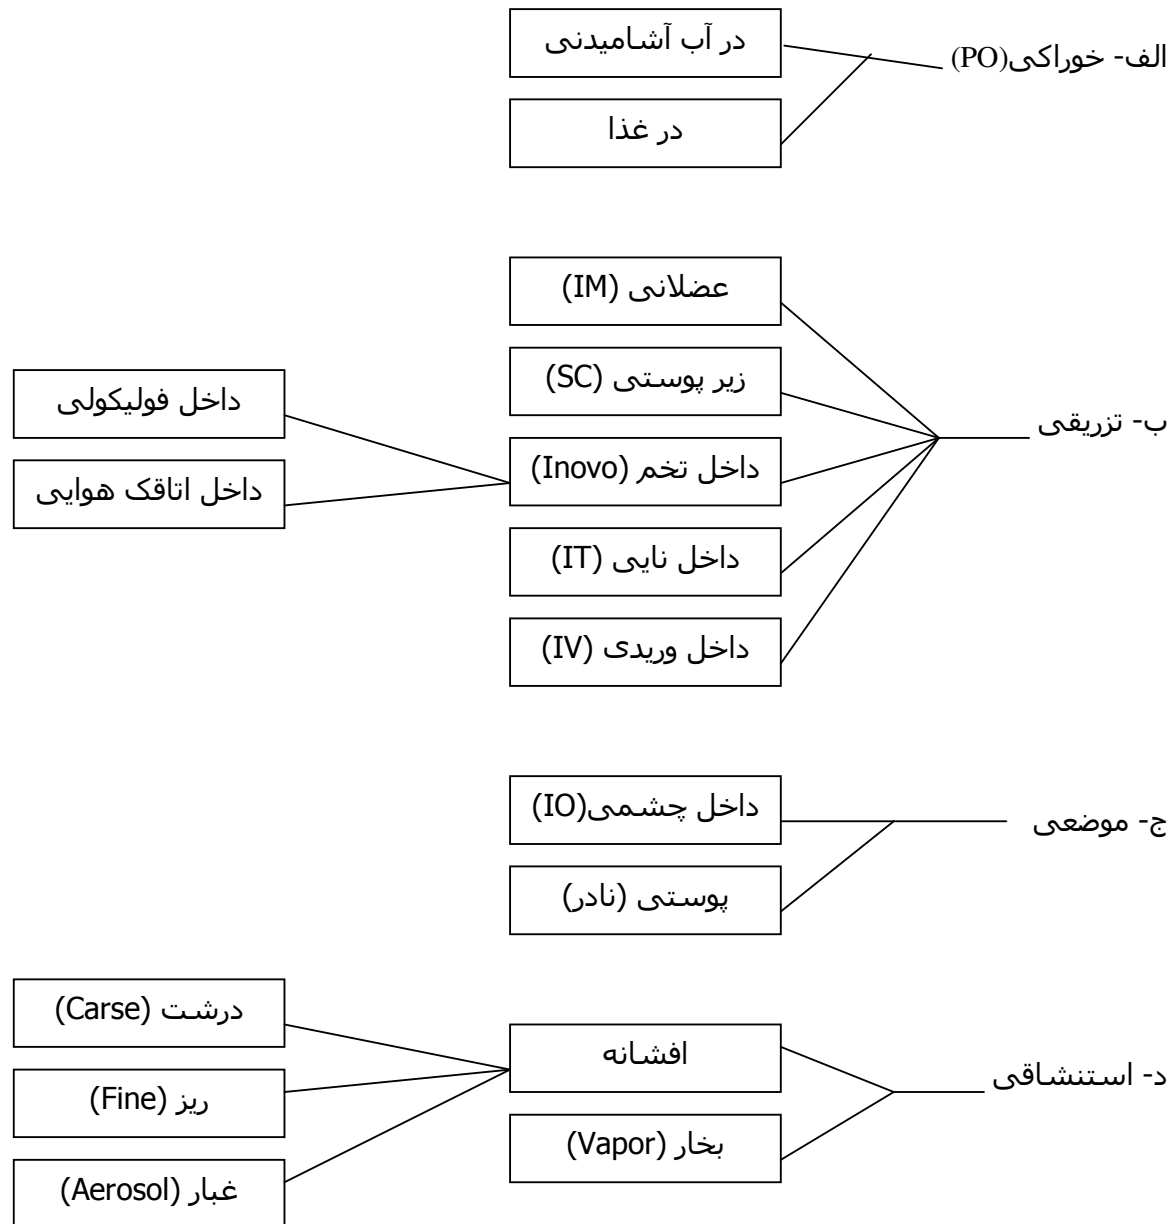 الف- خوراکی(PO)
در آب آشامیدنی
در غذا
ب- تزریقی
عضلانی (IM)
زیر پوستی (SC)
داخل تخم (Inovo)
داخل فولیکولی
داخل اتاقک هوایی
داخل نایی (IT)
داخل وریدی (IV)
ج- موضعی
داخل چشمی(IO)
پوستی (نادر)
د- استنشاقی
افشانه
درشت (Carse)
ریز (Fine)
غبار (Aerosol)
بخار (Vapor)